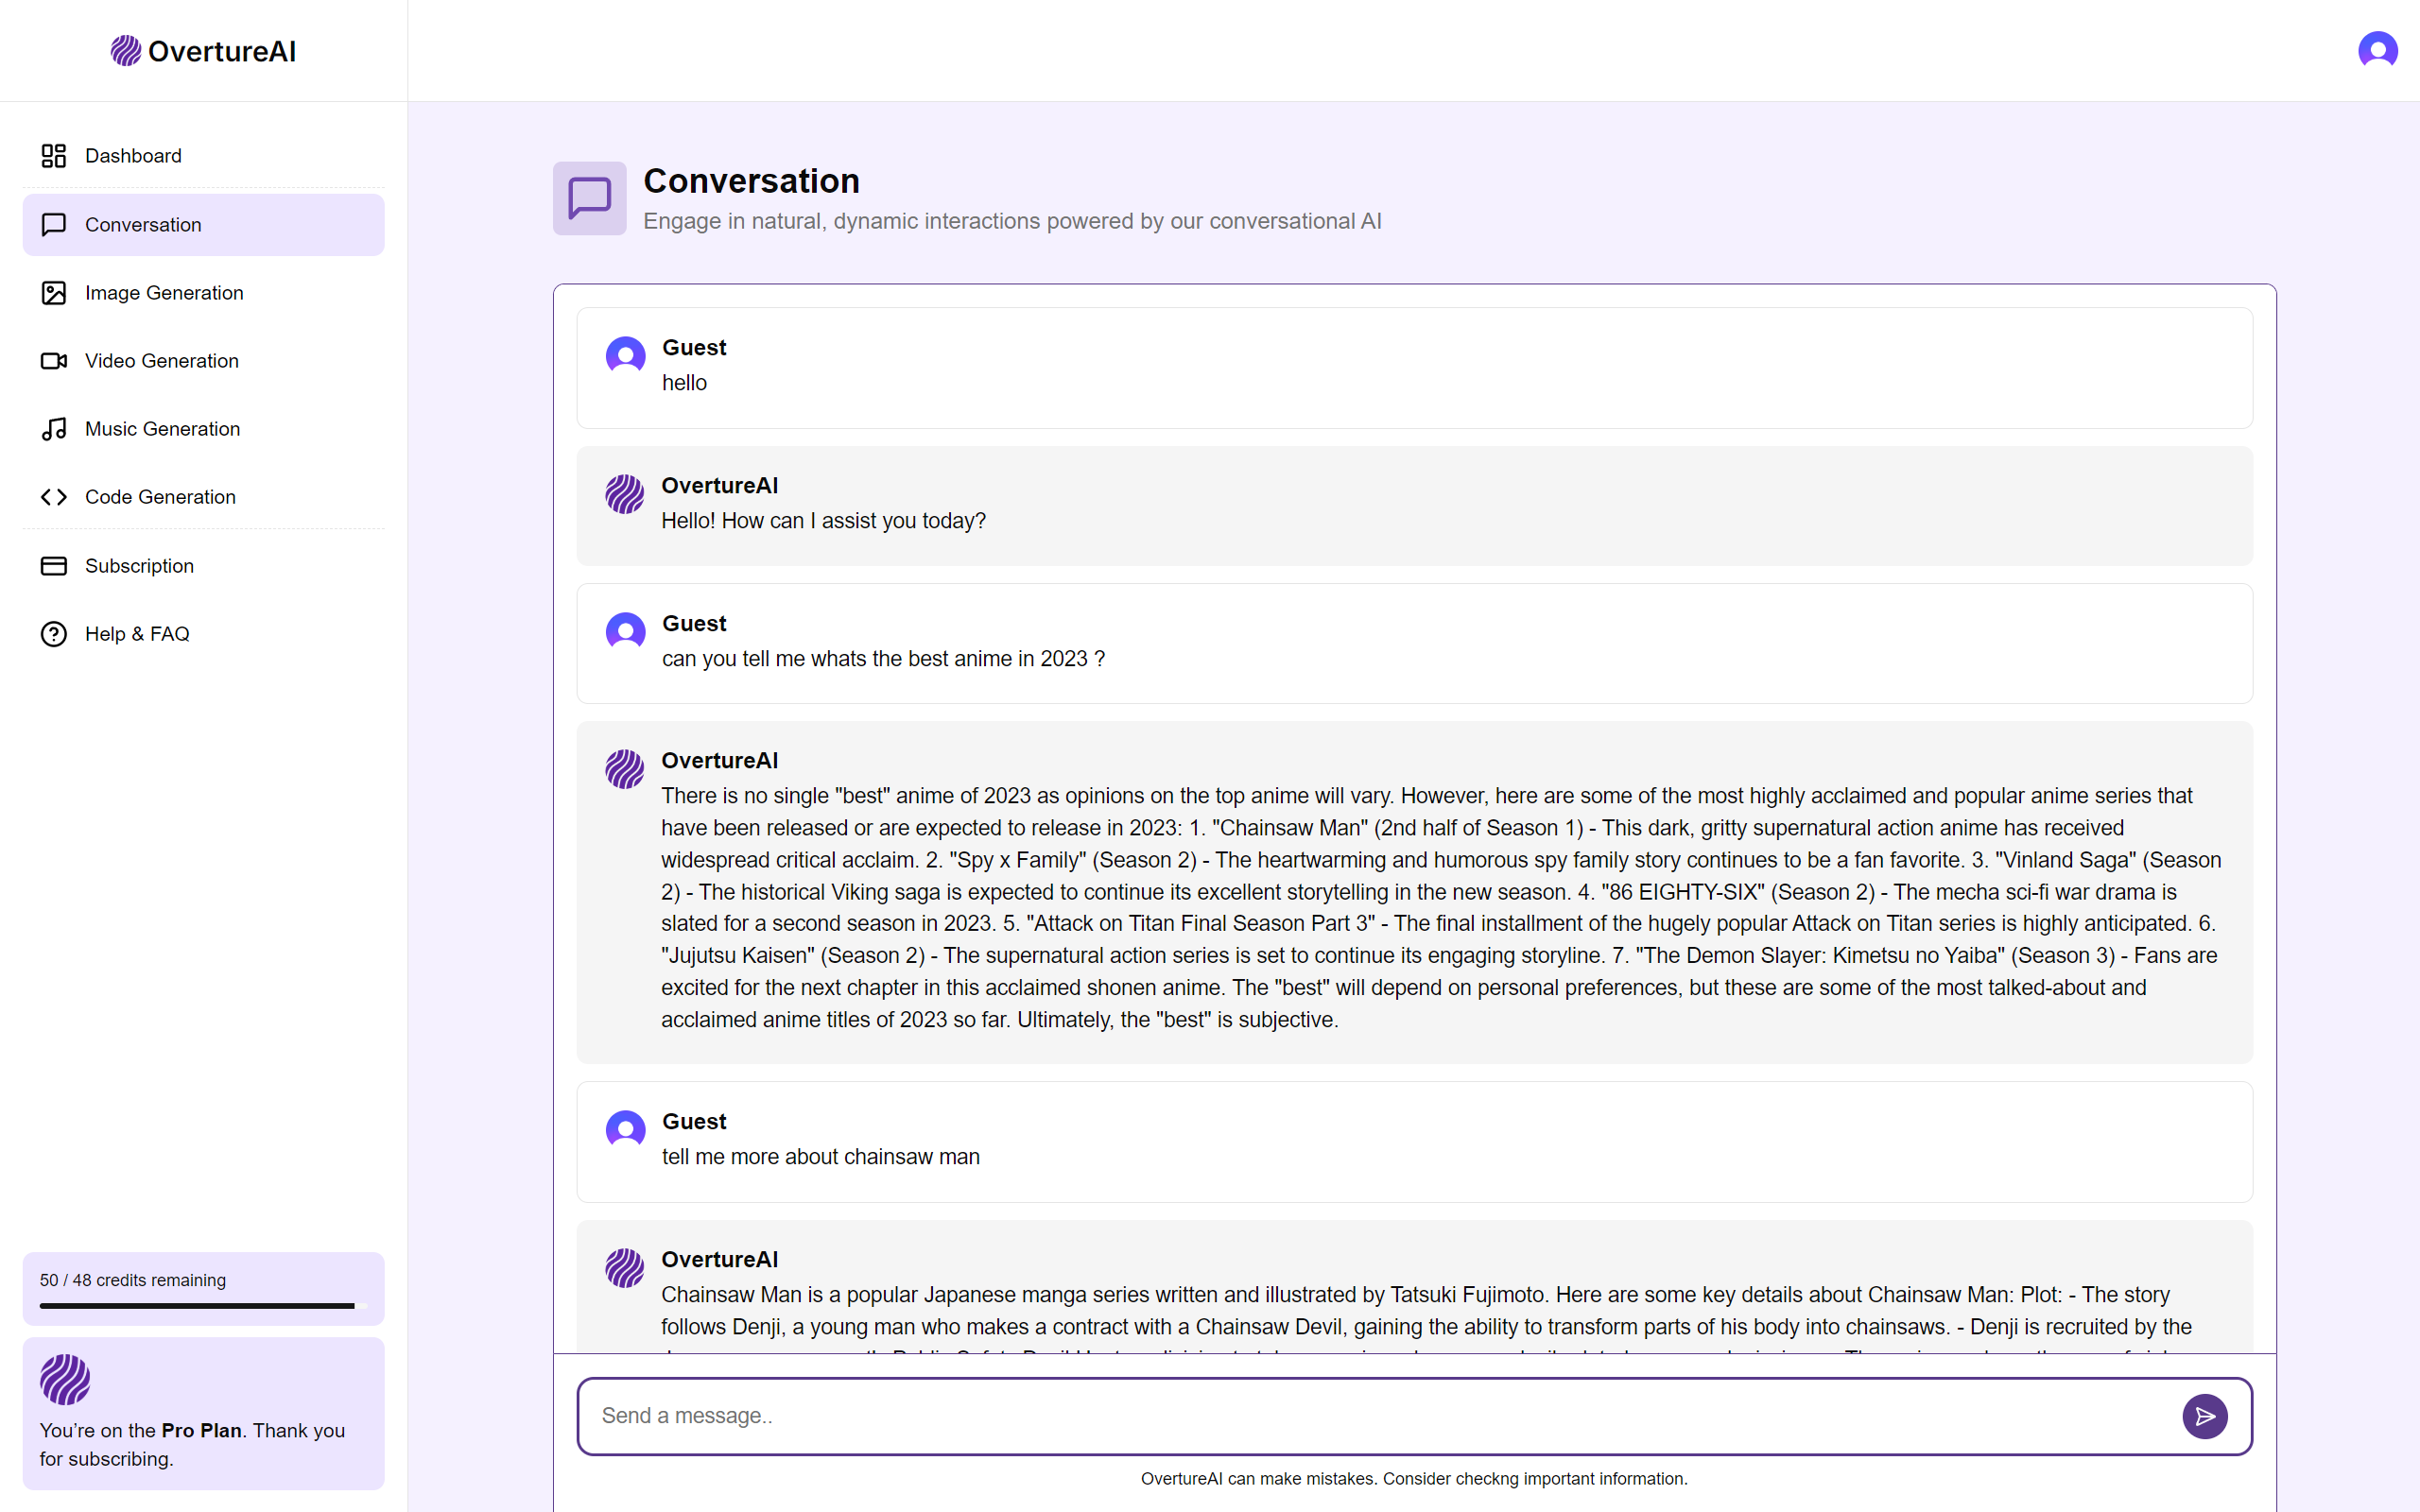 OvertureAI
Dashboard
Conversation
Image Generation
Video Generation
Music Generation
Code Generation
Subscription
Help & FAQ
50 / 48 credits remaining
You're on the Pro Plan. Thank you
for subscribing.
Conversation
Engage in natural, dynamic interactions powered by our conversational AI
Guest
hello
OvertureAI
Hello! How can I assist you today?
Guest
can you tell me whats the best anime in 2023 ?
OvertureAI
There is no single "best" anime of 2023 as opinions on the top anime will vary. However, here are some of the most highly acclaimed and popular anime series that
have been released or are expected to release in 2023: 1. "Chainsaw Man" (2nd half of Season 1) - This dark, gritty supernatural action anime has received
widespread critical acclaim. 2. "Spy x Family" (Season 2) - The heartwarming and humorous spy family story continues to be a fan favorite. 3. "Vinland Saga" (Season
2) - The historical Viking saga is expected to continue its excellent storytelling in the new season. 4. "86 EIGHTY-SIX" (Season 2) - The mecha sci-fi war drama is
slated for a second season in 2023. 5. "Attack on Titan Final Season Part 3" - The final installment of the hugely popular Attack on Titan series is highly anticipated. 6.
"Jujutsu Kaisen" (Season 2) - The supernatural action series is set to continue its engaging storyline. 7. "The Demon Slayer: Kimetsu no Yaiba" (Season 3) - Fans are
excited for the next chapter in this acclaimed shonen anime. The "best" will depend on personal preferences, but these are some of the most talked-about and
acclaimed anime titles of 2023 so far. Ultimately, the "best" is subjective.
Guest
tell me more about chainsaw man
OvertureAI
Chainsaw Man is a popular Japanese manga series written and illustrated by Tatsuki Fujimoto. Here are some key details about Chainsaw Man: Plot: - The story
follows Denji, a young man who makes a contract with a Chainsaw Devil, gaining the ability to transform parts of his body into chainsaws. - Denji is recruited by the
Send a message..
OvertureAI can make mistakes. Consider checkng important information.